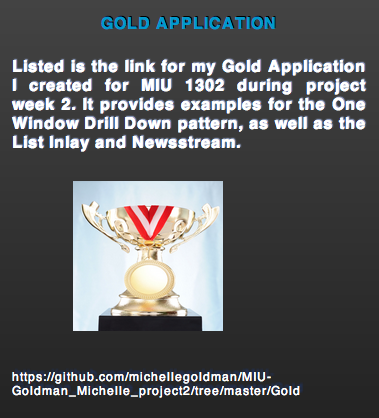 GOLD APPLICATION
Listed is the link for my Gold Application
I created for MIU 1302 during project
week 2. It provides examples for the One
Window Drill Down pattern, as well as the
List Inlay and Newsstream.
https://github.com/michellegoldman/MIU-
Goldman_Michelle_project2/tree/master/Gold